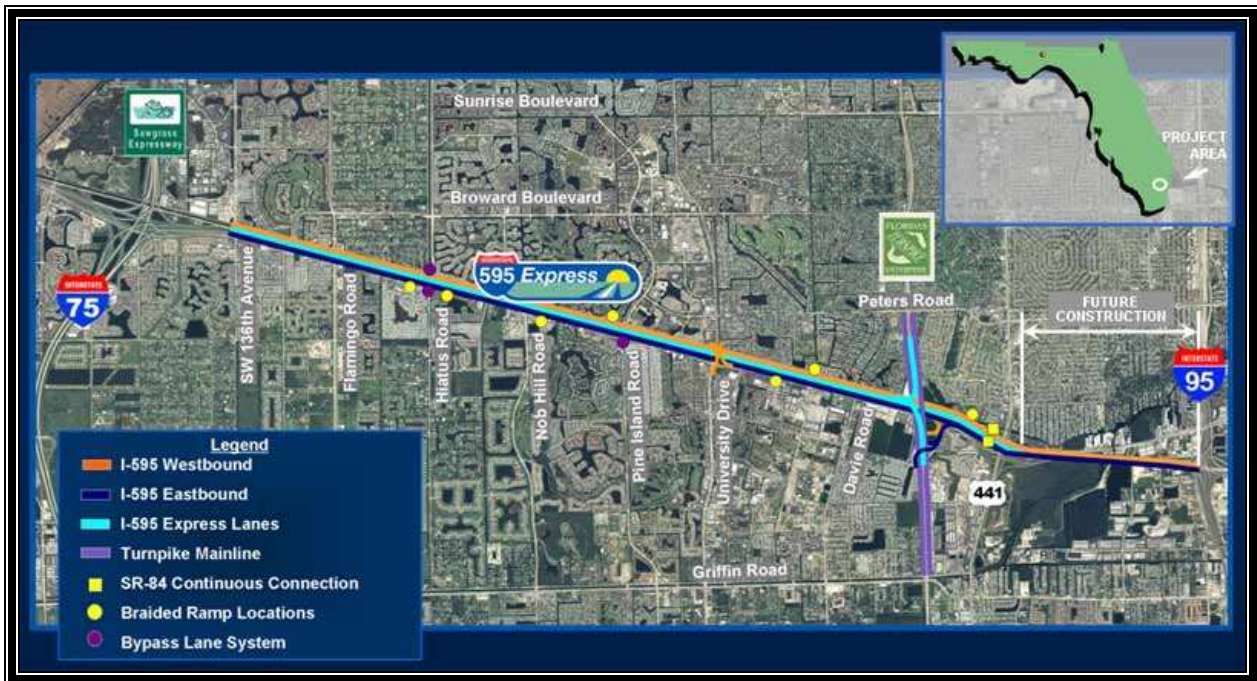 Sawgrass
Expressway
Sunrise Boulevard
PROJECT
AREA
Broward Boulevard
FLORIDA'S
INTERSTATE
75
SW 136th Avenue
Flamingo Road
Hiatus Road
595 Express
Nob Hill Road
Pine Island Road
University Drive
Davie Road
Peters Road
FUTURE
CONSTRUCTION
INTERSTATE
95
441
Griffin Road
Legend
I-595 Westbound
I-595 Eastbound
I-595 Express Lanes
Turnpike Mainline
SR-84 Continuous Connection
Braided Ramp Locations
Bypass Lane System